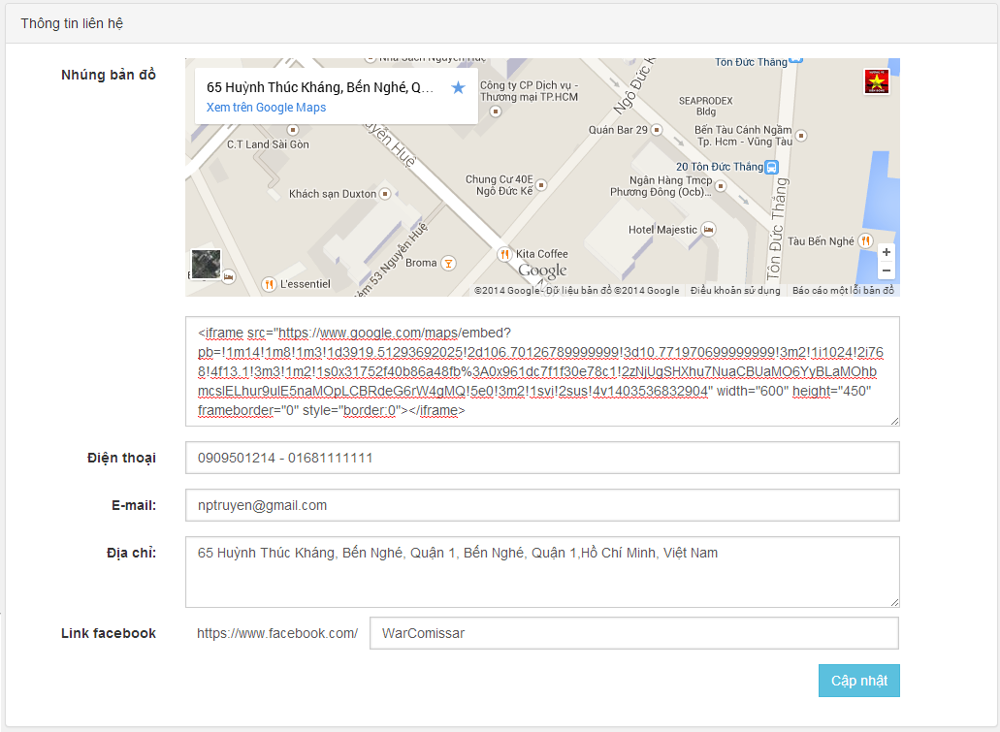 Thông tin liên hệ
Nhúng bản đồ
Nhà Sách Nguyễn Huệ
Tôn Đức Thắng
65 Huỳnh Thúc Kháng, Bến Nghé, Q...
Xem trên Google Maps
Công ty CP Dịch vụ -
Thương mại TP.HCM
Ngô Đức K
SEAPRODEX
Bldg
C.T Land Sài Gòn
Quán Bar 29
Bến Tàu Cánh Ngầm
Tp. Hcm - Vũng Tàu
uyễn Huệ
20 Tôn Đức Thắng
Chung Cư 40E
Ngô Đức Kế
Ngân Hàng Tmcp
Phương Đông (Ocb)...
Khách sạn Duxton
Tôn Đức Thắng
Hotel Majestic
Tàu Bến Nghé
Kita Coffee
Broma
ẻm 53 Nguyễn Huệ
Google
L'essentiel
+
−
©2014 Google - Dữ liệu bản đồ ©2014 Google Điều khoản sử dụng Báo cáo một lỗi bản đồ
<iframe src="https://www.google.com/maps/embed?
pb=!1m14!1m8!1m3!1d3919.51293692025!2d106.70126789999999!3d10.771970699999999!3m2!1i1024!2i76
8!4f13.1!3m3!1m2!1s0x31752f40b86a48fb%3A0x961dc7f1f30e78c1!2zNjUgSHXhu7NuaCBUaMO6YyBLaMOhb
mcsIELhur9uIE5naMOpLCBRdeG6rW4gMQ!5e0!3m2!1svi!2sus!4v1403536832904" width="600" height="450"
frameborder="0" style="border:0"></iframe>
Điện thoại
0909501214 - 01681111111
E-mail:
nptruyen@gmail.com
Địa chỉ:
65 Huỳnh Thúc Kháng, Bến Nghé, Quận 1, Bến Nghé, Quận 1,Hồ Chí Minh, Việt Nam
Link facebook
https://www.facebook.com/
WarComissar
Cập nhật